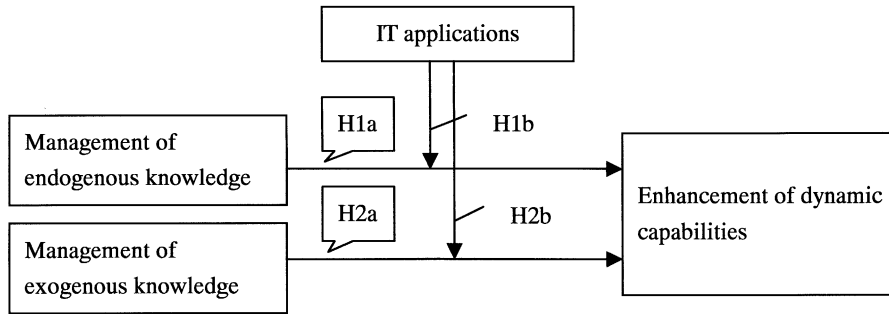 IT applications
H1a
H1b
Management of
endogenous knowledge
H2a
H2b
Management of
exogenous knowledge
Enhancement of dynamic
capabilities